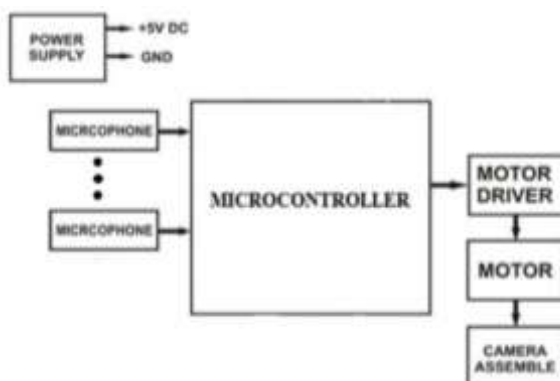 POWER
SUPPLY
+5V DC
GND
MICRCOPHONE
MICRCOPHONE
MICROCONTROLLER
MOTOR
DRIVER
MOTOR
CAMERA
ASSEMBLE